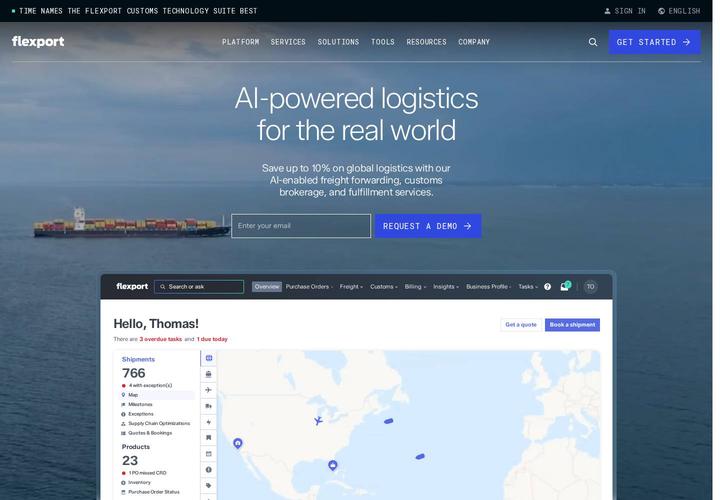 TIME NAMES THE FLEXPORT CUSTOMS TECHNOLOGY SUITE BEST
SIGN IN
ENGLISH
flexport
PLATFORM
SERVICES
SOLUTIONS
TOOLS
RESOURCES
COMPANY
GET STARTED
AI-powered logistics
for the real world
Save up to 10% on global logistics with our
AI-enabled freight forwarding, customs
brokerage, and fulfillment services.
Enter your email
REQUEST A DEMO
flexport
Search or ask
Overview
Purchase Orders
Freight
Customs
Billing
Insights
Business Profile
Tasks
TO
Hello, Thomas!
Get a quote
Book a shipment
There are 3 overdue tasks and 1 due today
Shipments
766
4 with exception(s)
Map
Milestones
Exceptions
Supply Chain Optimizations
Quotes & Bookings
Products
23
1 PO missed CRD
Inventory
Purchase Order Status